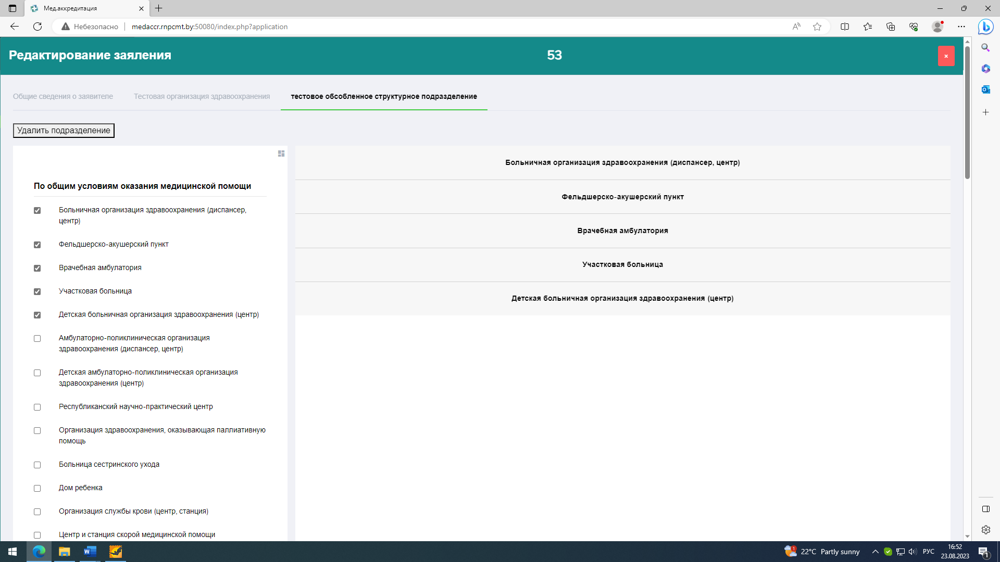 Мед.аккредитация
Небезопасно
medaccr.rnpcmt.by:50080/index.php?application
Редактирование заяления
53
Общие сведения о заявителе
Тестовая организация здравоохранения
тестовое обсобленное структурное подразделение
Удалить подразделение
По общим условиям оказания медицинской помощи
Больничная организация здравоохранения (диспансер,
центр)
Фельдшерско-акушерский пункт
Врачебная амбулатория
Участковая больница
Детская больничная организация здравоохранения (центр)
Амбулаторно-поликлиническая организация
здравоохранения (диспансер, центр)
Детская амбулаторно-поликлиническая организация
здравоохранения (центр)
Республиканский научно-практический центр
Организация здравоохранения, оказывающая паллиативную
помощь
Больница сестринского ухода
Дом ребенка
Организация службы крови (центр, станция)
Центр и станция скорой медицинской помощи
Больничная организация здравоохранения (диспансер, центр)
Фельдшерско-акушерский пункт
Врачебная амбулатория
Участковая больница
Детская больничная организация здравоохранения (центр)
1
22°C Partly sunny
РУС
16:52
23.08.2023
1